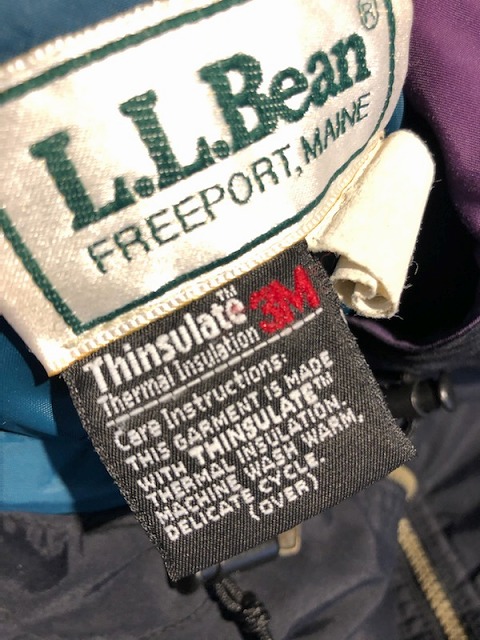 L.L.Bean®
FREEPORT, MAINE
Thinsulate™ 3M
Thermal Insulation
Care Instructions:
THIS GARMENT IS MADE
WITH THINSULATE™
THERMAL INSULATION.
MACHINE WASH WARM,
DELICATE CYCLE.
(OVER)